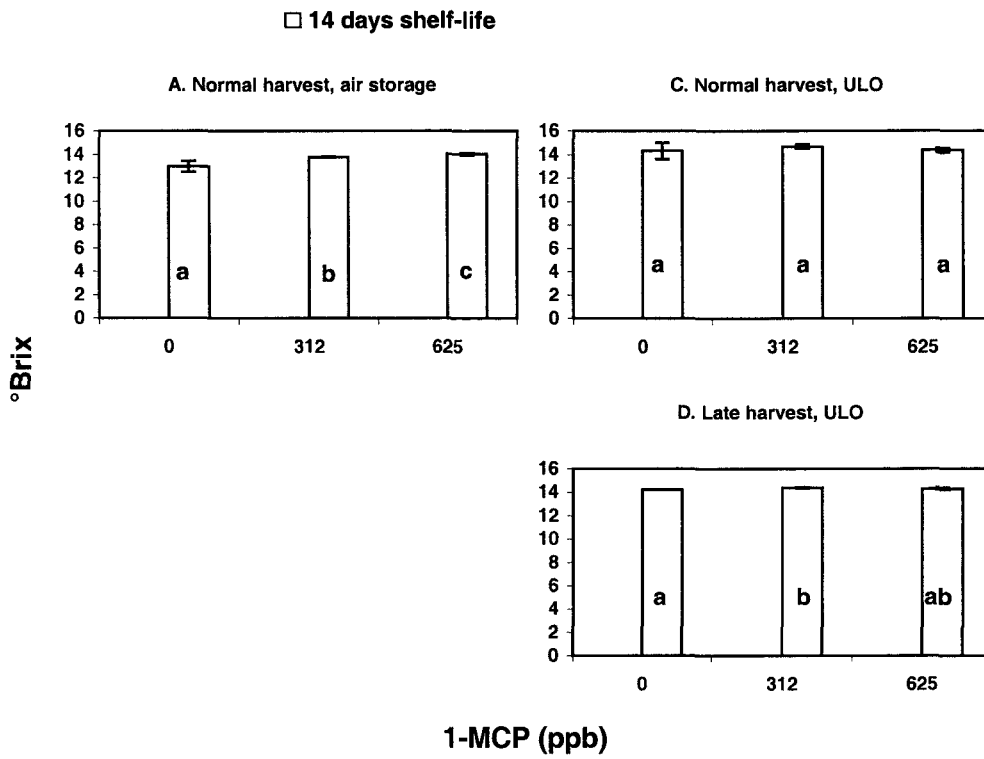 14 days shelf-life
A. Normal harvest, air storage
16
14
12
10
8
6
4
2
0
a
b
c
0 312 625
C. Normal harvest, ULO
16
14
12
10
8
6
4
2
0
a
a
a
0 312 625
°Brix
D. Late harvest, ULO
16
14
12
10
8
6
4
2
0
a
b
ab
0 312 625
1-MCP (ppb)